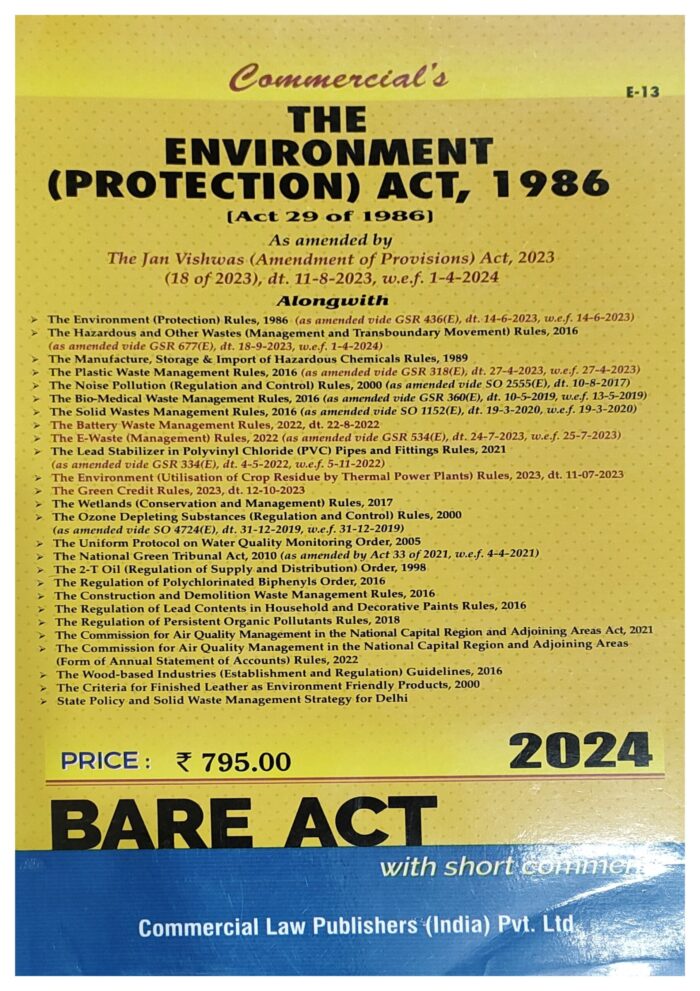 Commercial's
E-13
THE
ENVIRONMENT
(PROTECTION) ACT, 1986
[Act 29 of 1986]
As amended by
The Jan Vishwas (Amendment of Provisions) Act, 2023
(18 of 2023), dt. 11-8-2023, w.e.f. 1-4-2024
Alongwith
➢ The Environment (Protection) Rules, 1986 (as amended vide GSR 436(E), dt. 14-6-2023, w.e.f. 14-6-2023)
➢ The Hazardous and Other Wastes (Management and Transboundary Movement) Rules, 2016
(as amended vide GSR 677(E), dt. 18-9-2023, w.e.f. 1-4-2024)
➢ The Manufacture, Storage & Import of Hazardous Chemicals Rules, 1989
➢ The Plastic Waste Management Rules, 2016 (as amended vide GSR 318(E), dt. 27-4-2023, w.e.f. 27-4-2023)
➢ The Noise Pollution (Regulation and Control) Rules, 2000 (as amended vide SO 2555(E), dt. 10-8-2017)
➢ The Bio-Medical Waste Management Rules, 2016 (as amended vide GSR 360(E), dt. 10-5-2019, w.e.f. 13-5-2019)
➢ The Solid Wastes Management Rules, 2016 (as amended vide SO 1152(E), dt. 19-3-2020, w.e.f. 19-3-2020)
➢ The Battery Waste Management Rules, 2022, dt. 22-8-2022
➢ The E-Waste (Management) Rules, 2022 (as amended vide GSR 534(E), dt. 24-7-2023, w.e.f. 25-7-2023)
➢ The Lead Stabilizer in Polyvinyl Chloride (PVC) Pipes and Fittings Rules, 2021
(as amended vide GSR 334(E), dt. 4-5-2022, w.e.f. 5-11-2022)
➢ The Environment (Utilisation of Crop Residue by Thermal Power Plants) Rules, 2023, dt. 11-07-2023
➢ The Green Credit Rules, 2023, dt. 12-10-2023
➢ The Wetlands (Conservation and Management) Rules, 2017
➢ The Ozone Depleting Substances (Regulation and Control) Rules, 2000
(as amended vide SO 4724(E), dt. 31-12-2019, w.e.f. 31-12-2019)
➢ The Uniform Protocol on Water Quality Monitoring Order, 2005
➢ The National Green Tribunal Act, 2010 (as amended by Act 33 of 2021, w.e.f. 4-4-2021)
➢ The 2-T Oil (Regulation of Supply and Distribution) Order, 1998
➢ The Regulation of Polychlorinated Biphenyls Order, 2016
➢ The Construction and Demolition Waste Management Rules, 2016
➢ The Regulation of Lead Contents in Household and Decorative Paints Rules, 2016
➢ The Regulation of Persistent Organic Pollutants Rules, 2018
➢ The Commission for Air Quality Management in the National Capital Region and Adjoining Areas Act, 2021
➢ The Commission for Air Quality Management in the National Capital Region and Adjoining Areas
(Form of Annual Statement of Accounts) Rules, 2022
➢ The Wood-based Industries (Establishment and Regulation) Guidelines, 2016
➢ The Criteria for Finished Leather as Environment Friendly Products, 2000
➢ State Policy and Solid Waste Management Strategy for Delhi
PRICE : ₹ 795.00
2024
BARE ACT
with short
Commercial Law Publishers (India) Pvt. Ltd